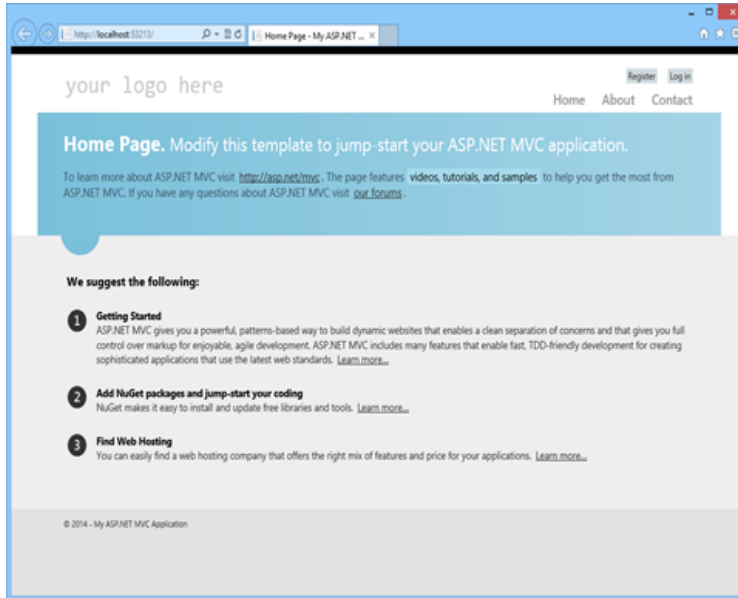 http://localhost:53213/
Home Page - My ASP.NET ...
your logo here
Register Log in
Home About Contact
Home Page. Modify this template to jump-start your ASP.NET MVC application.
To learn more about ASP.NET MVC visit http://asp.net/mvc. The page features videos, tutorials, and samples to help you get the most from
ASP.NET MVC. If you have any questions about ASP.NET MVC visit our forums.
We suggest the following:
1 Getting Started
ASP.NET MVC gives you a powerful, patterns-based way to build dynamic websites that enables a clean separation of concerns and that gives you full
control over markup for enjoyable, agile development. ASP.NET MVC includes many features that enable fast, TDD-friendly development for creating
sophisticated applications that use the latest web standards. Learn more...
2 Add NuGet packages and jump-start your coding
NuGet makes it easy to install and update free libraries and tools. Learn more...
3 Find Web Hosting
You can easily find a web hosting company that offers the right mix of features and price for your applications. Learn more...
© 2014 - My ASP.NET MVC Application